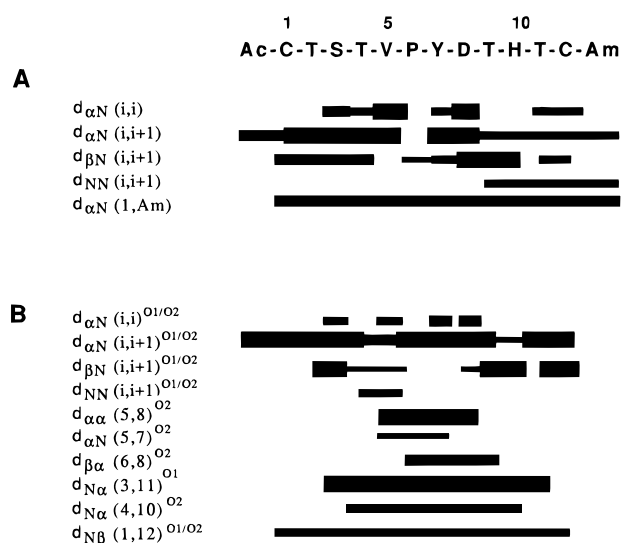 1 5 10
Ac-C-T-S-T-V-P-Y-D-T-H-T-C-Am
A
dαN (i,i)
dαN (i,i+1)
dβN (i,i+1)
dNN (i,i+1)
dαN (1,Am)
B
dαN (i,i)O1/O2
dαN (i,i+1)O1/O2
dβN (i,i+1)O1/O2
dNN (i,i+1)O1/O2
dαα (5,8)O2
dαN (5,7)O2
dβα (6,8)O2
dNα (3,11)O1
dNα (4,10)O2
dNβ (1,12)O1/O2